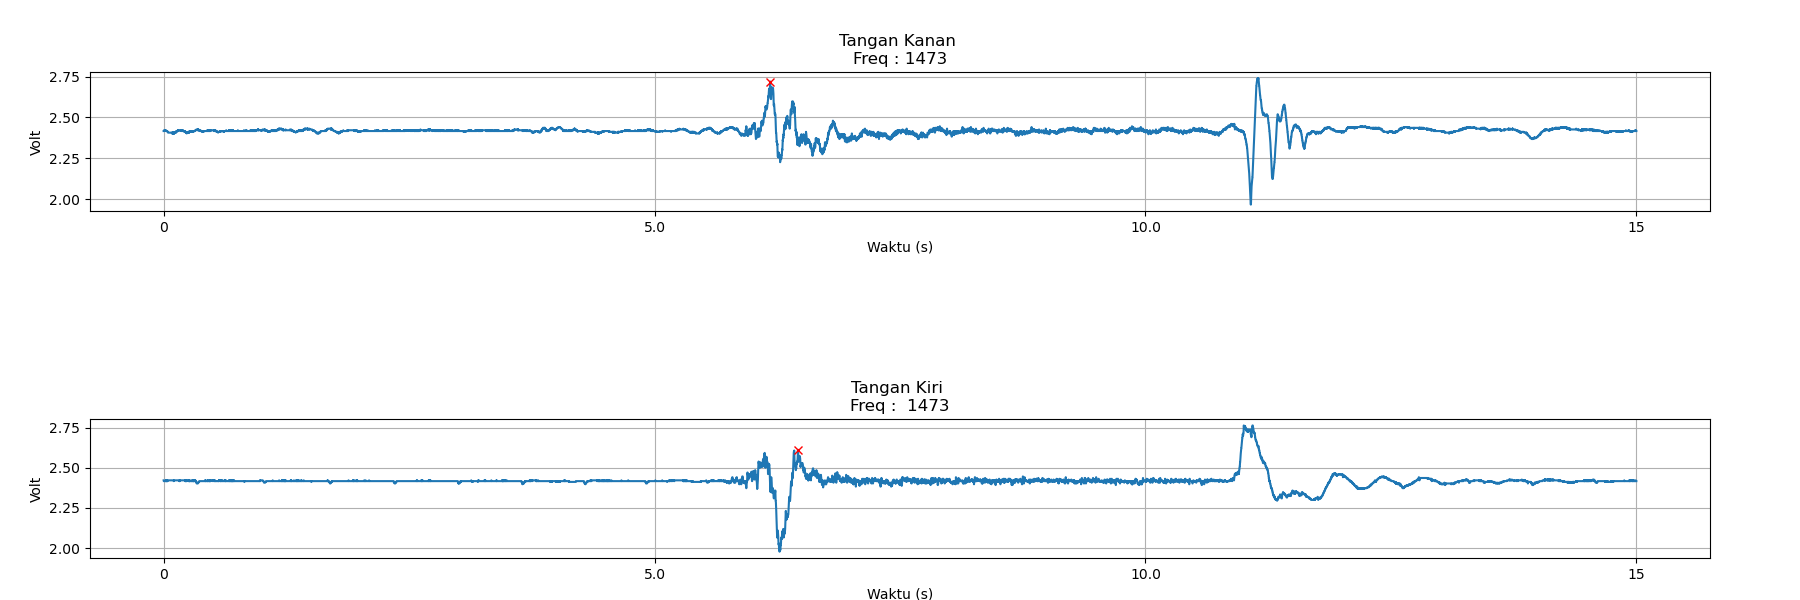 Tangan Kanan
Freq : 1473
2.75
2.50
2.25
2.00
Volt
0 5.0 10.0 15
Waktu (s)
Tangan Kiri
Freq :  1473
2.75
2.50
2.25
2.00
Volt
0 5.0 10.0 15
Waktu (s)